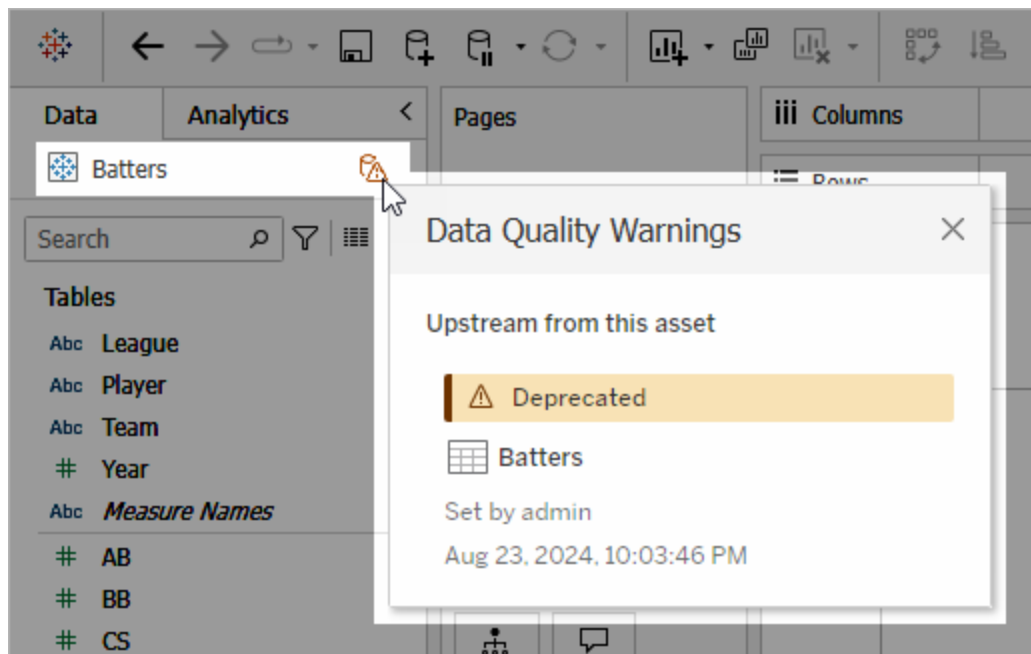 Data
Analytics
Pages
Columns
Batters
Rows
Search
Data Quality Warnings
Tables
Upstream from this asset
Abc League
Abc Player
Deprecated
Abc Team
# Year
Batters
Abc Measure Names
Set by admin
# AB
Aug 23, 2024, 10:03:46 PM
# BB
# CS